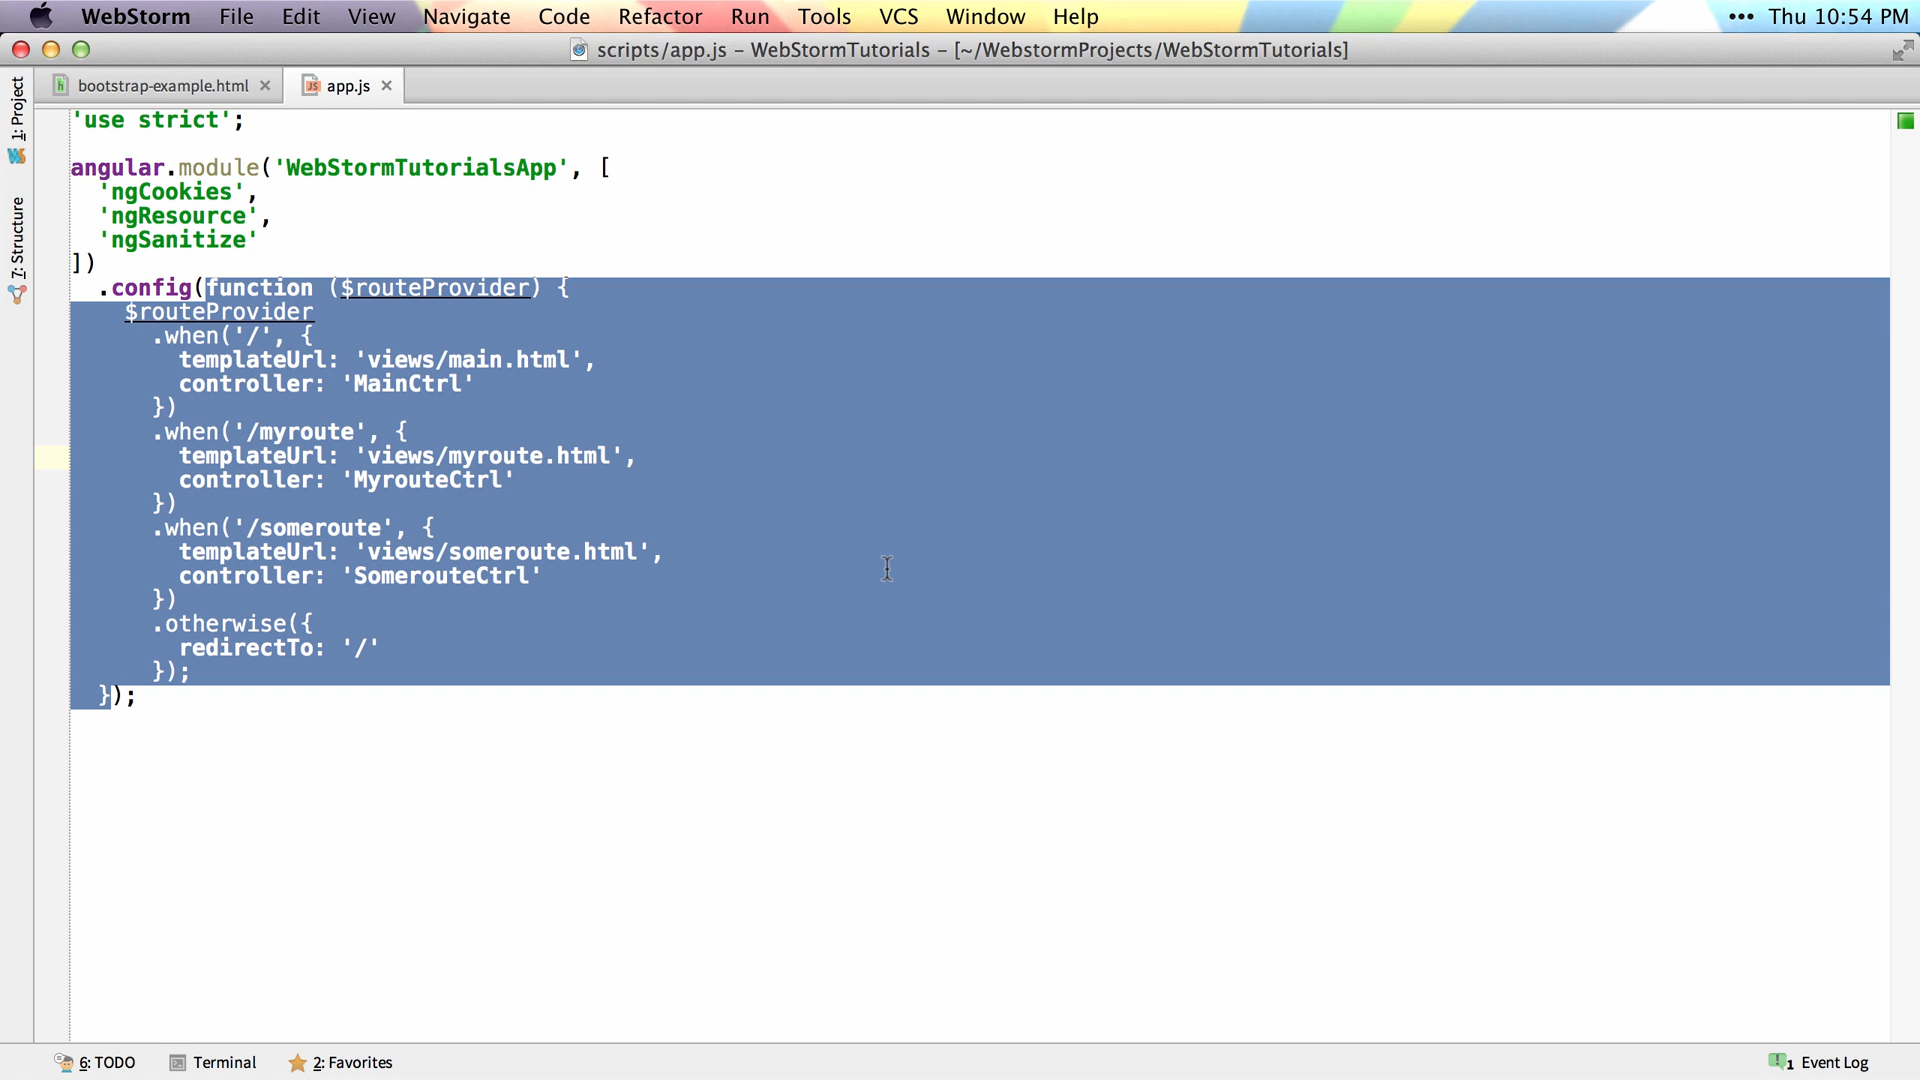 WebStorm File Edit View Navigate Code Refactor Run Tools VCS Window Help ••• Thu 10:54 PM
scripts/app.js – WebStormTutorials – [~/WebstormProjects/WebStormTutorials]
bootstrap-example.html app.js
1: Project
7: Structure
'use strict';
angular.module('WebStormTutorialsApp', [
'ngCookies',
'ngResource',
'ngSanitize'
])
.config(function ($routeProvider) {
$routeProvider
.when('/', {
templateUrl: 'views/main.html',
controller: 'MainCtrl'
})
.when('/myroute', {
templateUrl: 'views/myroute.html',
controller: 'MyrouteCtrl'
})
.when('/someroute', {
templateUrl: 'views/someroute.html',
controller: 'SomerouteCtrl'
})
.otherwise({
redirectTo: '/'
});
});
6: TODO Terminal 2: Favorites 1 Event Log